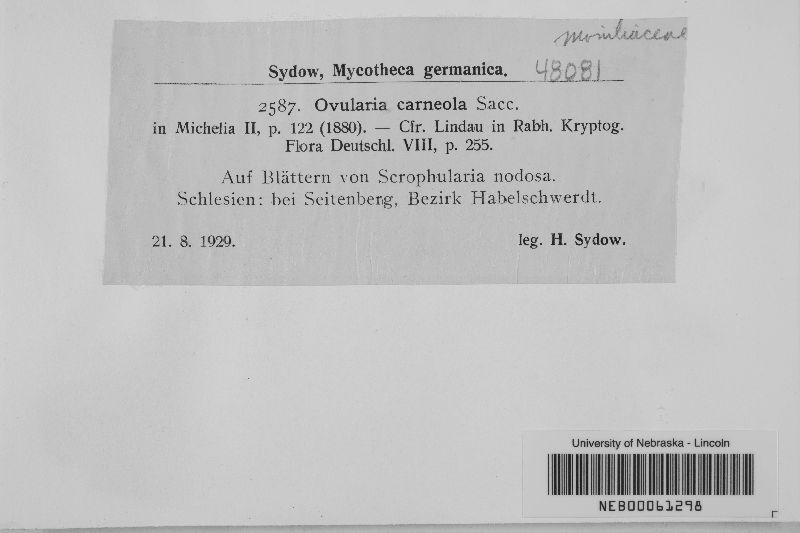 moniliaceae
Sydow, Mycotheca germanica. 48081
2587. Ovularia carneola Sacc.
in Michelia II, p. 122 (1880). — Cfr. Lindau in Rabh. Kryptog.
Flora Deutschl. VIII, p. 255.
Auf Blättern von Scrophularia nodosa.
Schlesien: bei Seitenberg, Bezirk Habelschwerdt.
21. 8. 1929. leg. H. Sydow.
University of Nebraska - Lincoln
NEB00061298